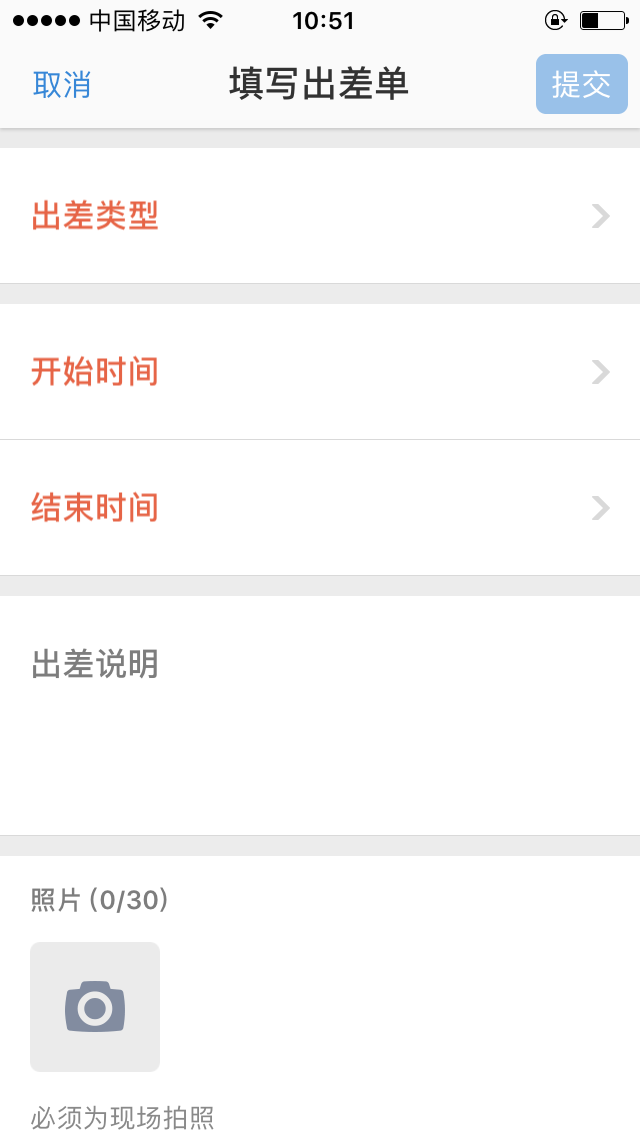 中国移动 10:51
取消 填写出差单 提交
出差类型
开始时间
结束时间
出差说明
照片 (0/30)
必须为现场拍照